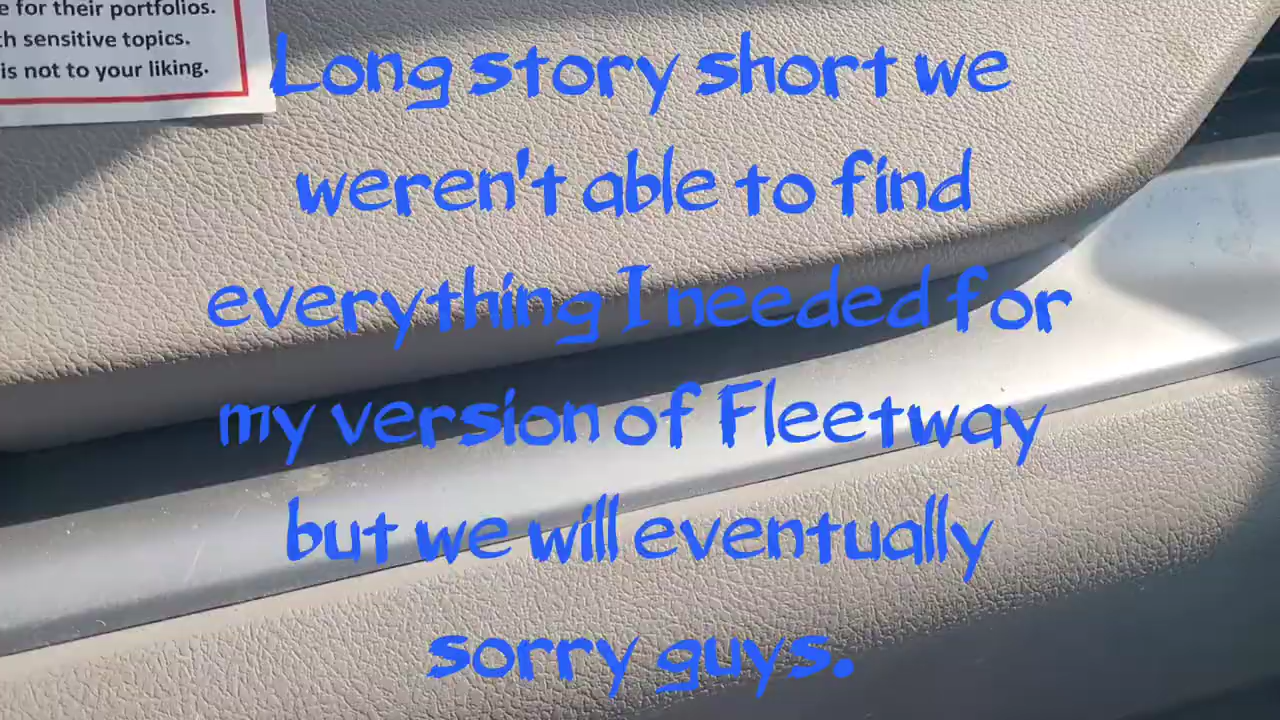 e for their portfolios.
th sensitive topics.
is not to your liking.
Long story short we
weren't able to find
everything I needed for
my version of Fleetway
but we will eventually
sorry guys.